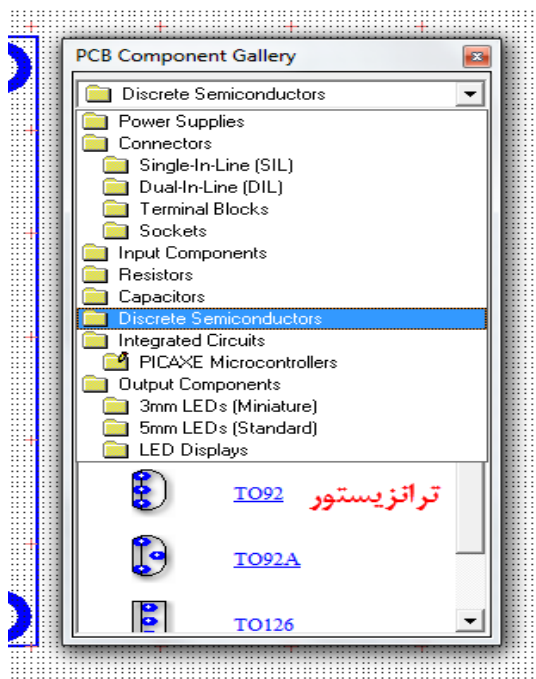 PCB Component Gallery
Discrete Semiconductors
Power Supplies
Connectors
Single-In-Line (SIL)
Dual-In-Line (DIL)
Terminal Blocks
Sockets
Input Components
Resistors
Capacitors
Discrete Semiconductors
Integrated Circuits
PICAXE Microcontrollers
Output Components
3mm LEDs (Miniature)
5mm LEDs (Standard)
LED Displays
TO92 ترانزیستور
TO92A
TO126